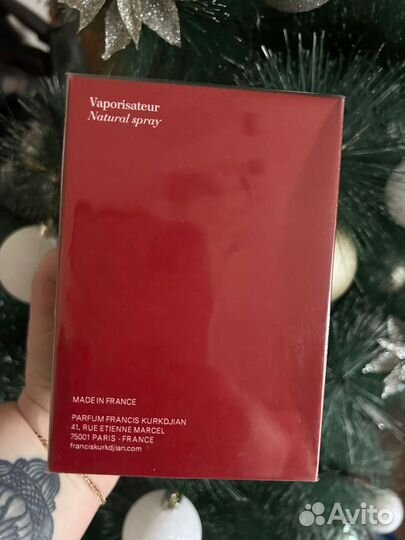 Vaporisateur
Natural spray
MADE IN FRANCE
PARFUM FRANCIS KURKDJIAN
41, RUE ETIENNE MARCEL
75001 PARIS - FRANCE
franciskurkdjian.com
Avito